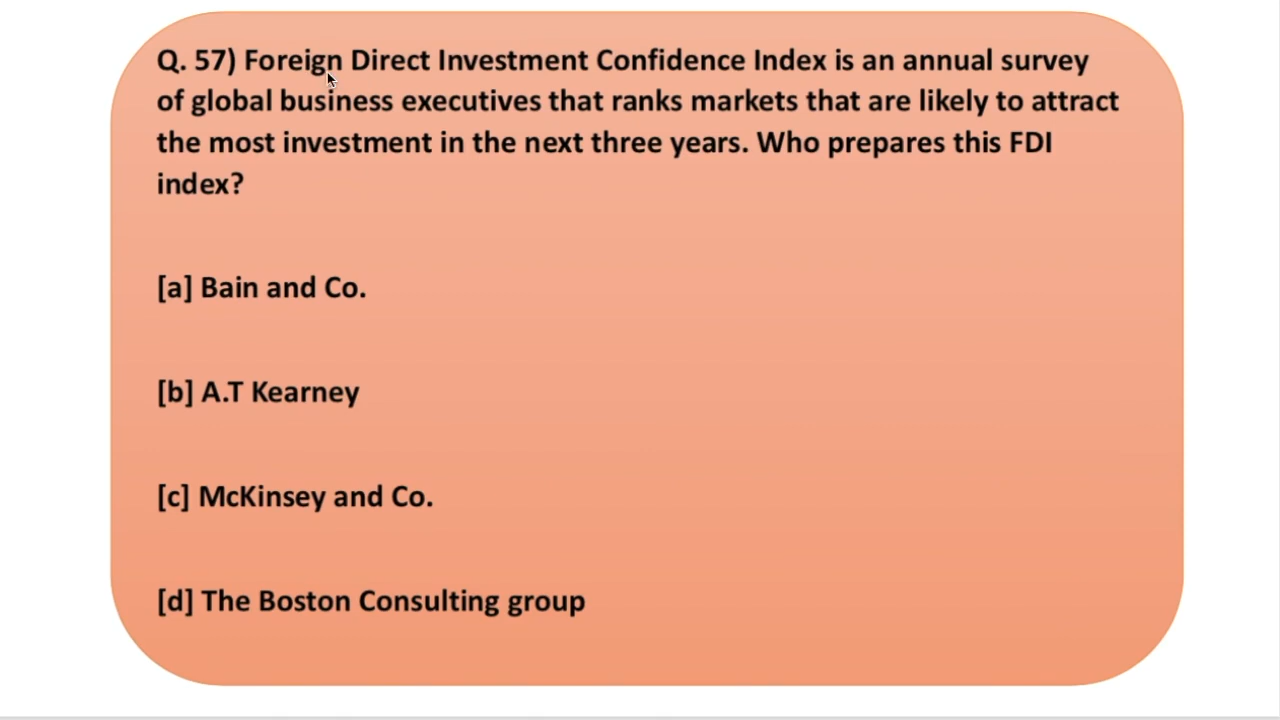 Q. 57) Foreign Direct Investment Confidence Index is an annual survey
of global business executives that ranks markets that are likely to attract
the most investment in the next three years. Who prepares this FDI
index?
[a] Bain and Co.
[b] A.T Kearney
[c] McKinsey and Co.
[d] The Boston Consulting group